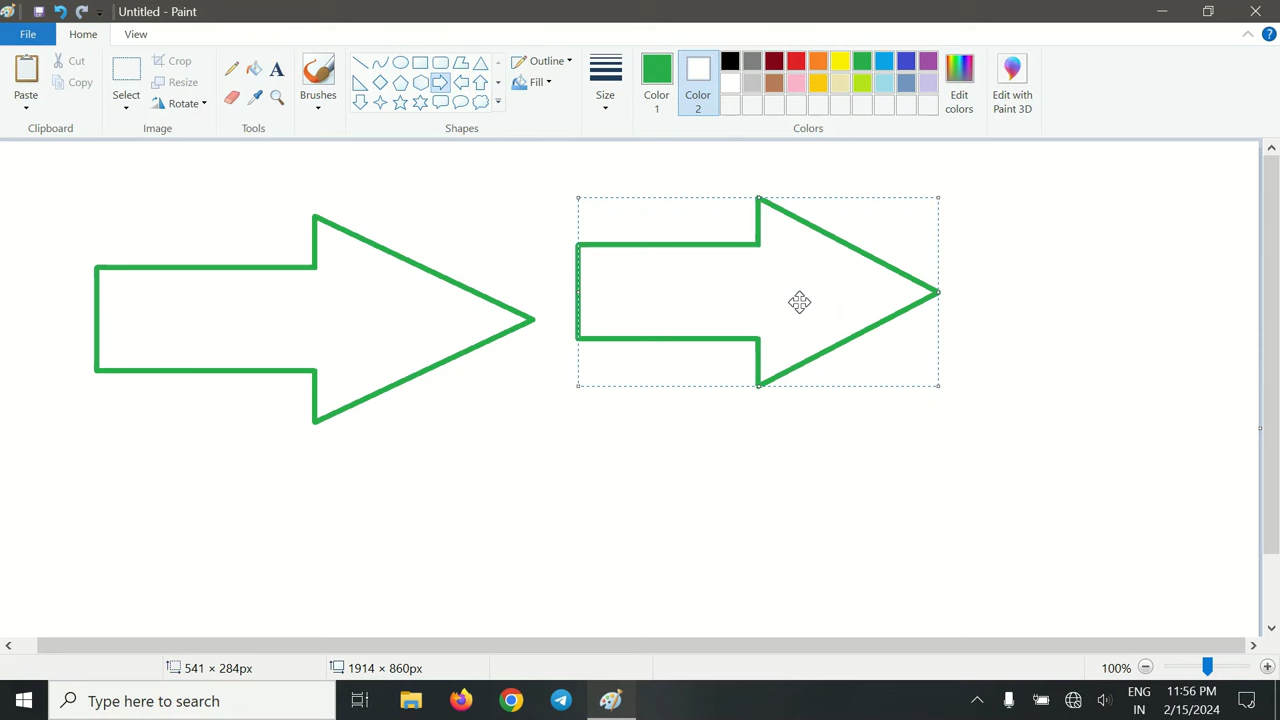 Untitled - Paint
File
Home
View
Paste
Cut
Copy
Clipboard
Select
Crop
Resize
Rotate
Image
Tools
Brushes
Shapes
Outline
Fill
Size
Color
1
Color
2
Colors
Edit
colors
Edit with
Paint 3D
541 × 284px
1914 × 860px
100%
Type here to search
ENG
IN
11:56 PM
2/15/2024